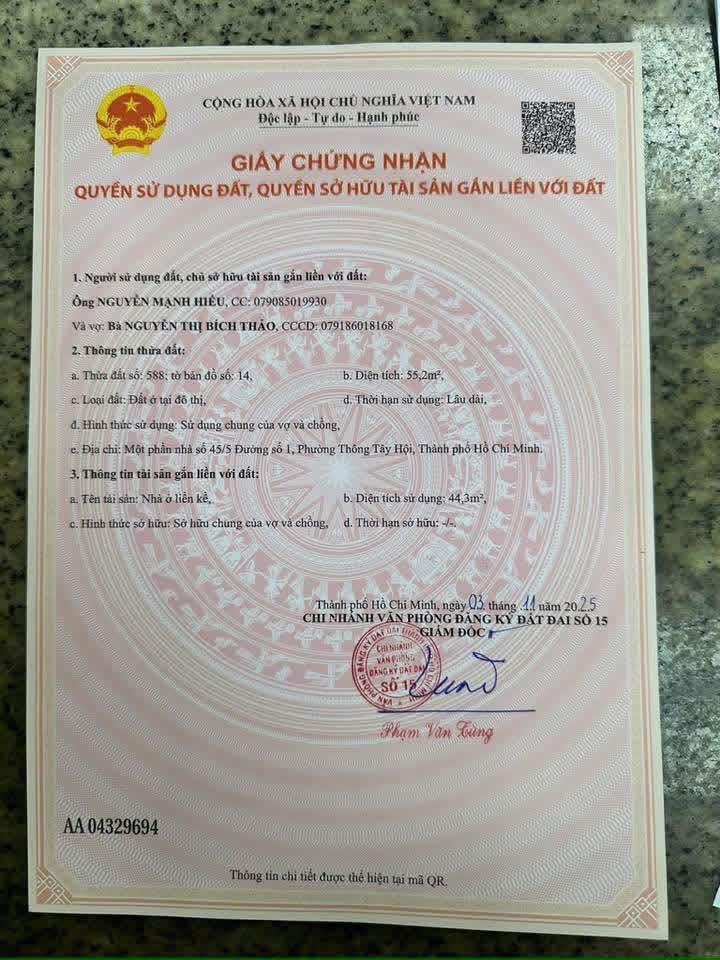 CỘNG HÒA XÃ HỘI CHỦ NGHĨA VIỆT NAM
Độc lập - Tự do - Hạnh phúc
GIẤY CHỨNG NHẬN
QUYỀN SỬ DỤNG ĐẤT, QUYỀN SỞ HỮU TÀI SẢN GẮN LIỀN VỚI ĐẤT
1. Người sử dụng đất, chủ sở hữu tài sản gắn liền với đất:
Ông NGUYỄN MẠNH HIẾU, CC: 079085019930
Và vợ: Bà NGUYỄN THỊ BÍCH THẢO, CCCD: 079186018168
2. Thông tin thửa đất:
a. Thửa đất số: 588; tờ bản đồ số: 14, b. Diện tích: 55,2m²,
c. Loại đất: Đất ở tại đô thị, d. Thời hạn sử dụng: Lâu dài,
đ. Hình thức sử dụng: Sử dụng chung của vợ và chồng,
e. Địa chỉ: Một phần nhà số 45/5 Đường số 1, Phường Thông Tây Hội, Thành phố Hồ Chí Minh.
3. Thông tin tài sản gắn liền với đất:
a. Tên tài sản: Nhà ở liền kề, b. Diện tích sử dụng: 44,3m²,
c. Hình thức sở hữu: Sở hữu chung của vợ và chồng, d. Thời hạn sở hữu: -/-.
Thành phố Hồ Chí Minh, ngày 03 tháng 11 năm 2025
CHI NHÁNH VĂN PHÒNG ĐĂNG KÝ ĐẤT ĐAI SỐ 15
GIÁM ĐỐC
CHI NHÁNH
VĂN PHÒNG
ĐĂNG KÝ ĐẤT ĐAI
SỐ 15
Phạm Văn Tùng
AA 04329694
Thông tin chi tiết được thể hiện tại mã QR.